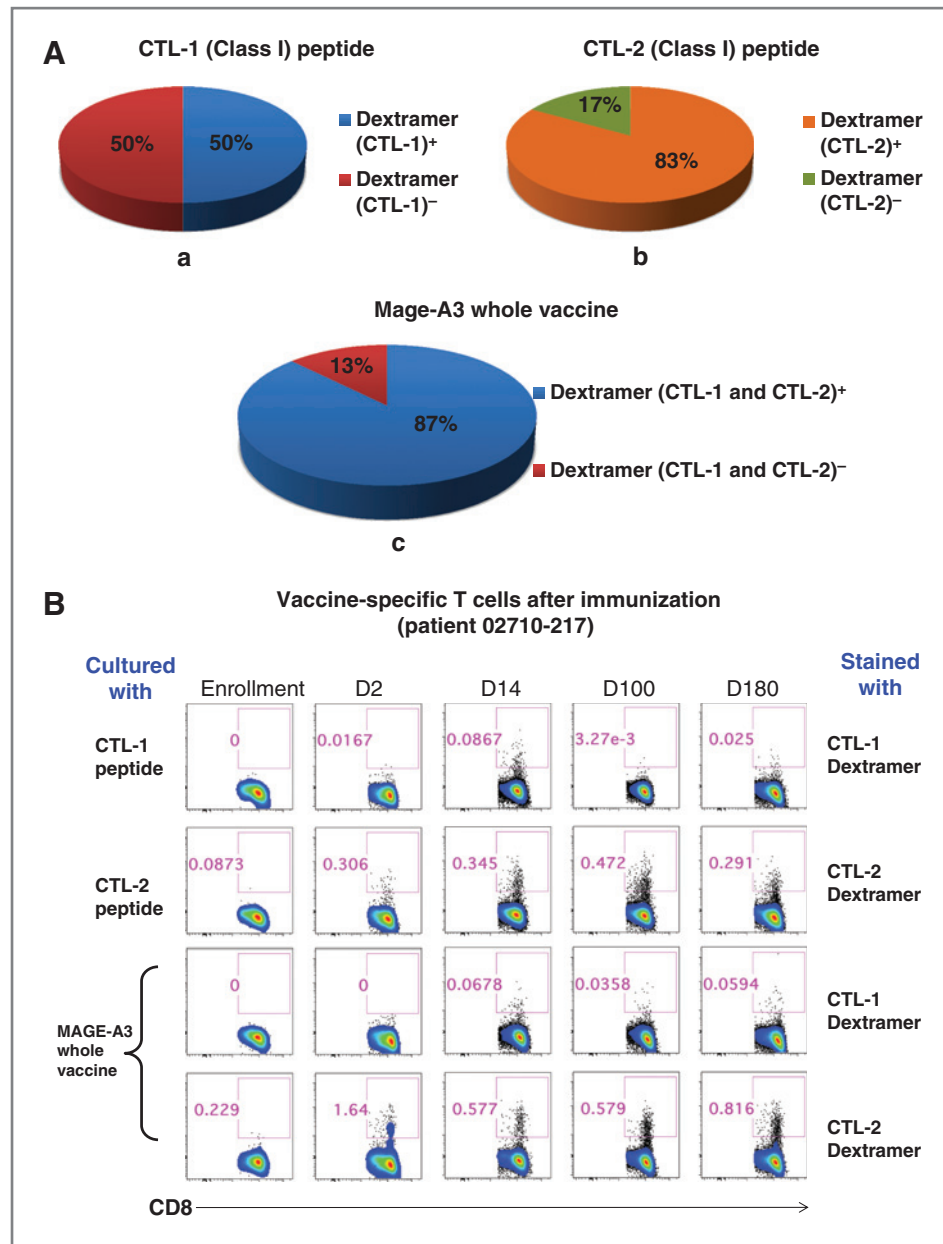 A
CTL-1 (Class I) peptide
50%
50%
Dextramer
(CTL-1)+
Dextramer
(CTL-1)–
a
CTL-2 (Class I) peptide
17%
83%
Dextramer
(CTL-2)+
Dextramer
(CTL-2)–
b
Mage-A3 whole vaccine
13%
87%
Dextramer (CTL-1 and CTL-2)+
Dextramer (CTL-1 and CTL-2)–
c
B
Vaccine-specific T cells after immunization
(patient 02710-217)
Cultured
with
Enrollment D2 D14 D100 D180
Stained
with
CTL-1
peptide
0 0.0167 0.0867 3.27e-3 0.025
CTL-1
Dextramer
CTL-2
peptide
0.0873 0.306 0.345 0.472 0.291
CTL-2
Dextramer
MAGE-A3
whole
vaccine
0 0 0.0678 0.0358 0.0594
CTL-1
Dextramer
0.229 1.64 0.577 0.579 0.816
CTL-2
Dextramer
CD8